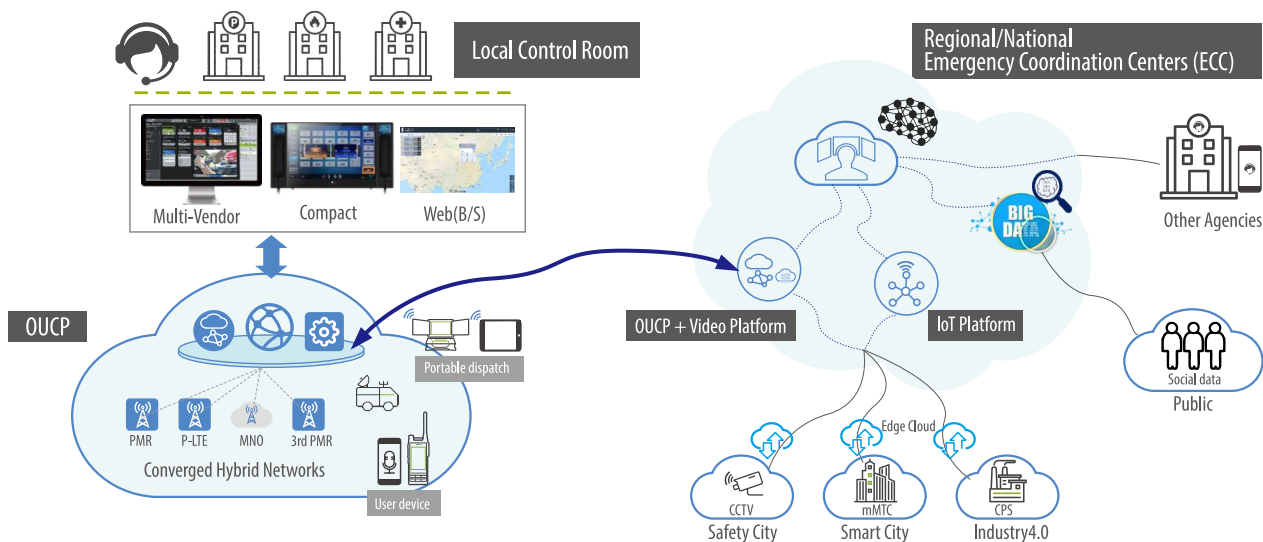 Local Control Room
P
Multi-Vendor
Compact
Web(B/S)
OUCP
Portable dispatch
PMR
P-LTE
MNO
3rd PMR
Converged Hybrid Networks
User device
Regional/National
Emergency Coordination Centers (ECC)
BIG
DATA
Other Agencies
OUCP + Video Platform
IoT Platform
Social data
Public
Edge Cloud
CCTV
Safety City
mMTC
Smart City
CPS
Industry4.0